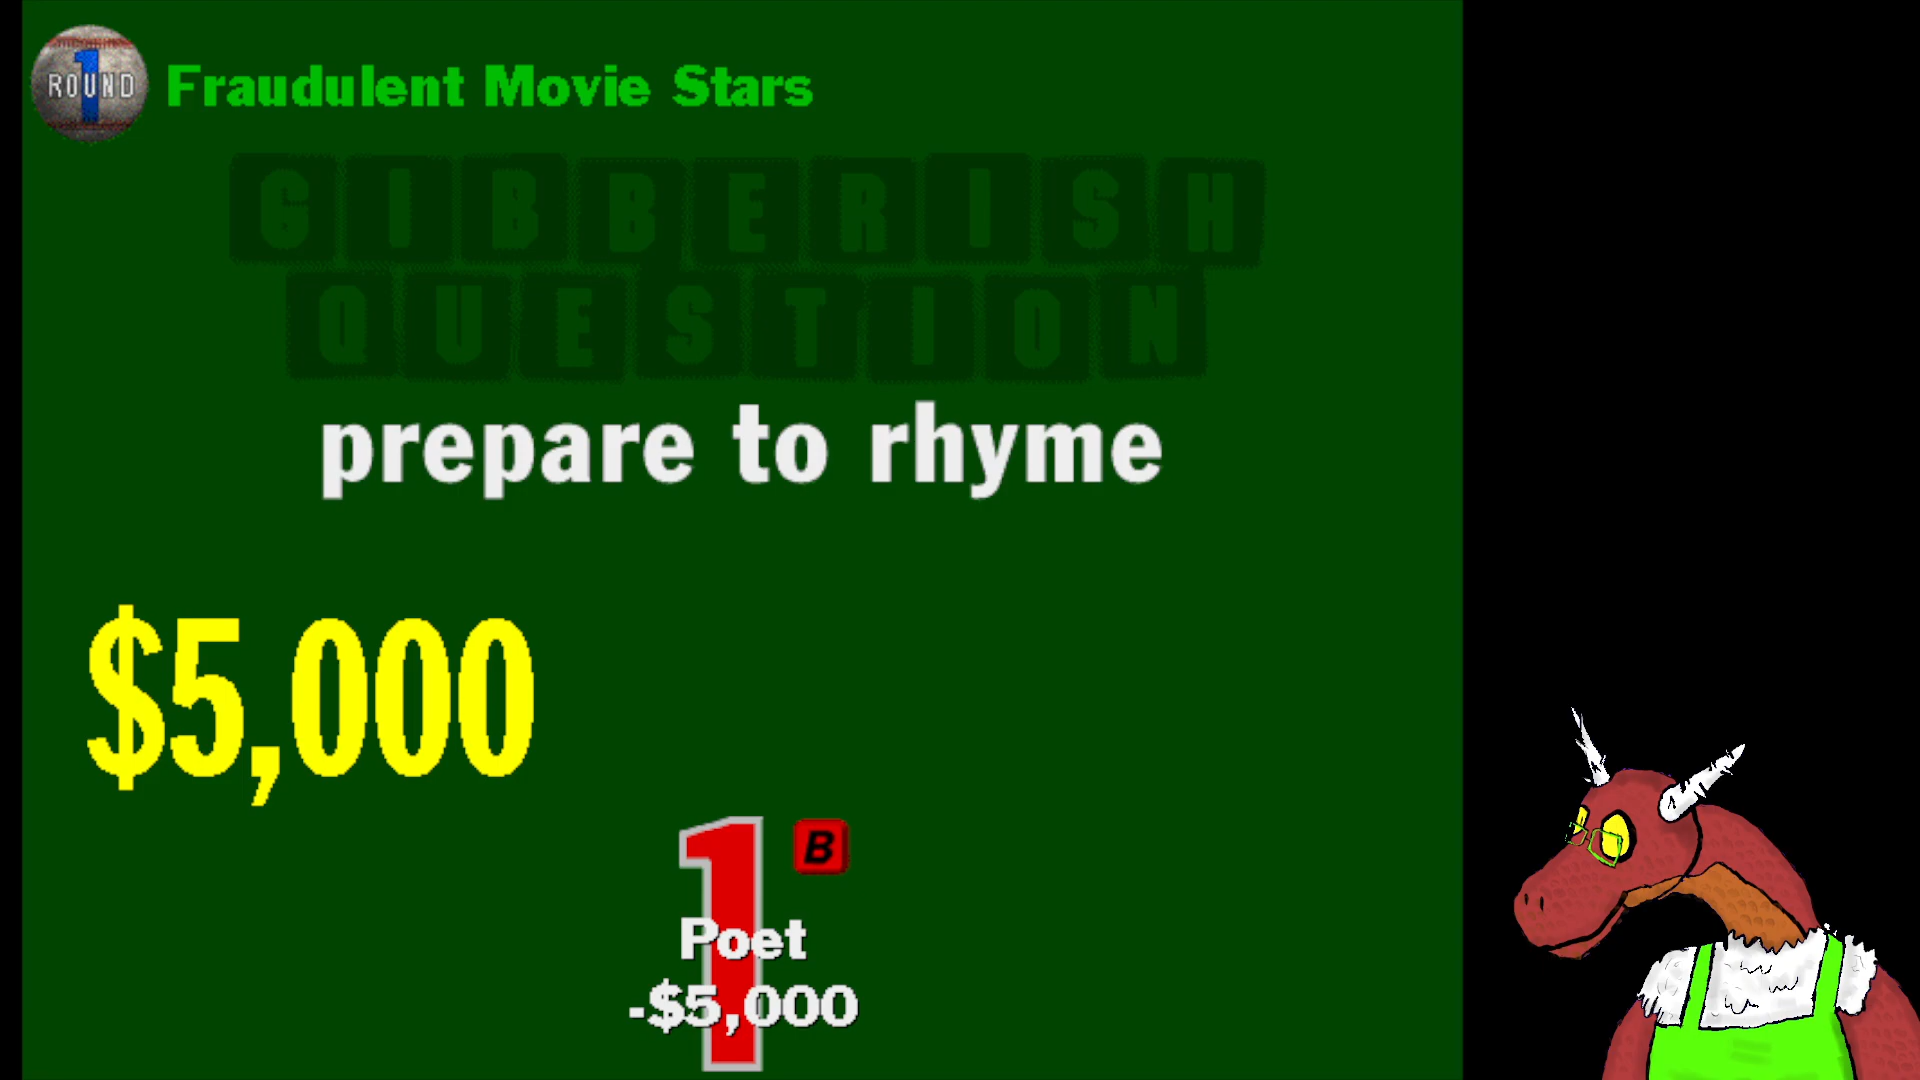 ROUND 1
Fraudulent Movie Stars
GIBBERISH
QUESTION
prepare to rhyme
$5,000
1
B
Poet
-$5,000